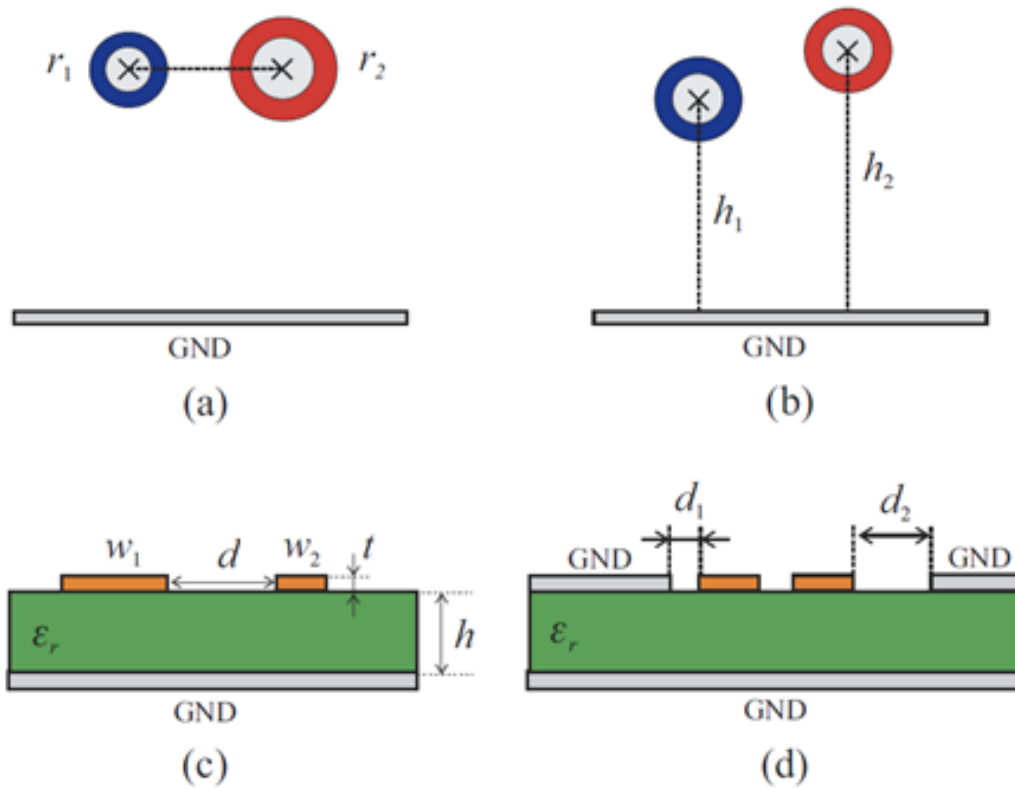 r₁ r₂
GND
(a)
h₁ h₂
GND
(b)
w₁ d w₂ t
εᵣ h
GND
(c)
d₁ d₂
GND GND
εᵣ
GND
(d)